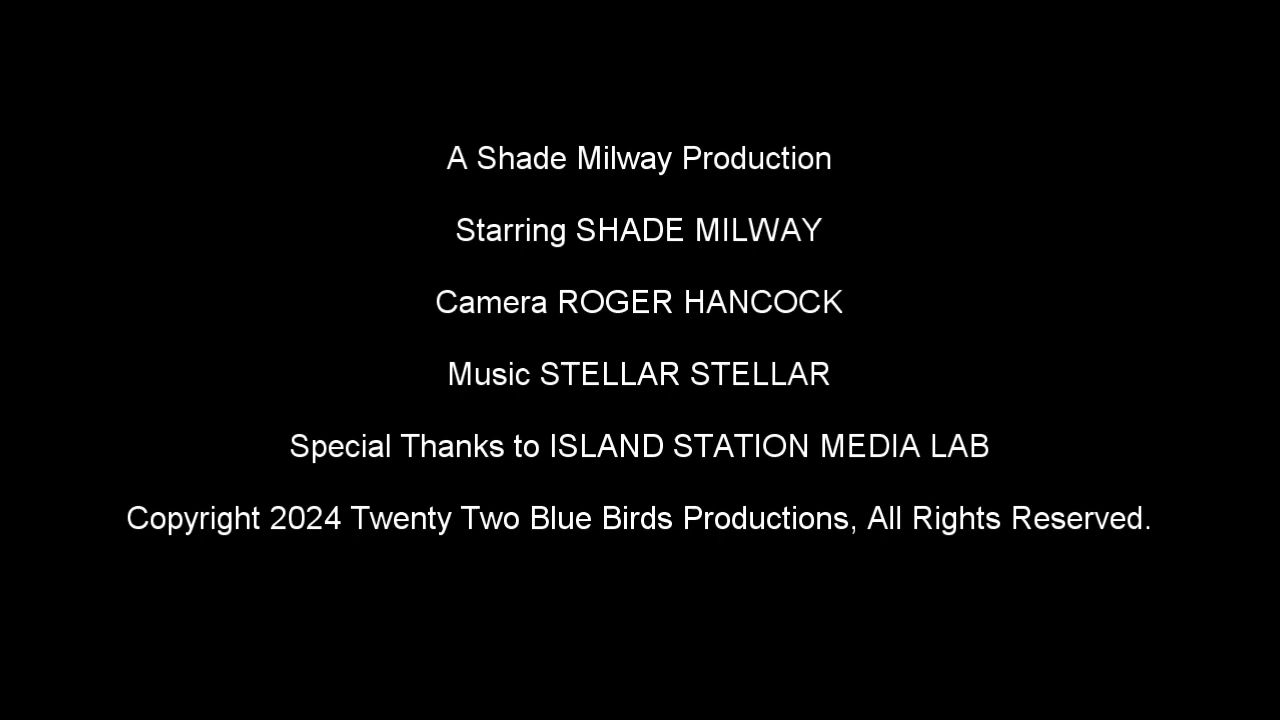 A Shade Milway Production
Starring SHADE MILWAY
Camera ROGER HANCOCK
Music STELLAR STELLAR
Special Thanks to ISLAND STATION MEDIA LAB
Copyright 2024 Twenty Two Blue Birds Productions, All Rights Reserved.